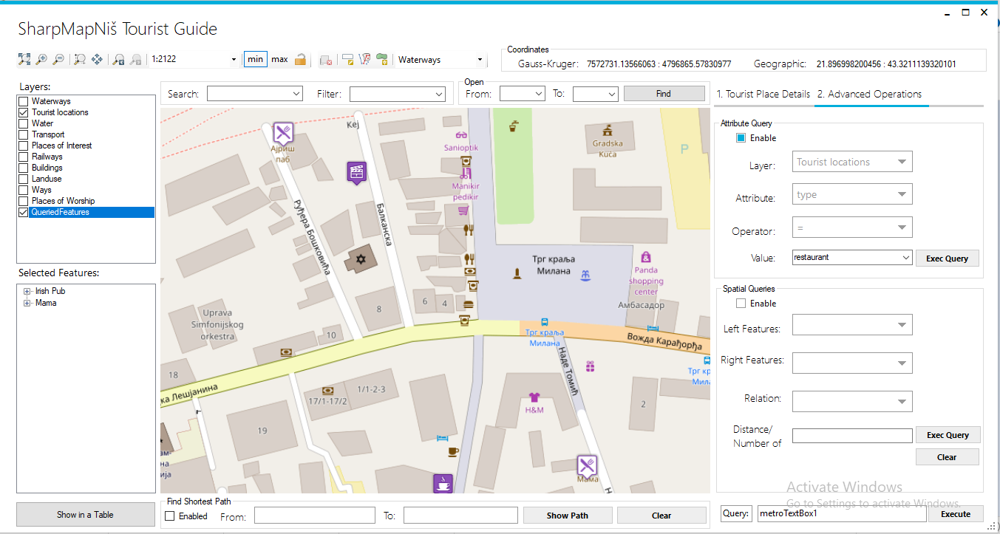 SharpMapNiš Tourist Guide
1:2122
min
max
Waterways
Coordinates
Gauss-Kruger: 7572731.13566063 : 4796865.57830977
Geographic: 21.896998200456 : 43.3211139320101
Layers:
Waterways
Tourist locations
Water
Transport
Places of Interest
Railways
Buildings
Landuse
Ways
Places of Worship
QueriedFeatures
Selected Features:
Irish Pub
Mama
Show in a Table
Search:
Filter:
Open
From:
To:
Find
Кеј
Ајриш
паб
Sanioptik
Manikir
pedikir
Gradska
Kuća
P
Руђера Бошковића
Балканска
Трг краља
Милана
Panda
shopping
center
Амбасадор
6
4
8
10
Uprava
Simfonijskog
orkestra
Трг краља
Милана
Вожда Карађорђа
Наде Томић
Трг кр
Мила
18
ка Лешјанина
17/1-17/2
1/1-2-3
19
H&M
2
Мама
Н
г
ам-
на
ија
Find Shortest Path
Enabled
From:
To:
Show Path
Clear
1. Tourist Place Details
2. Advanced Operations
Attribute Query
Enable
Layer: Tourist locations
Attribute: type
Operator: =
Value: restaurant
Exec Query
Spatial Queries
Enable
Left Features:
Right Features:
Relation:
Distance/
Number of
Exec Query
Clear
Activate Windows
Go to Settings to activate Windows.
Query: metroTextBox1
Execute